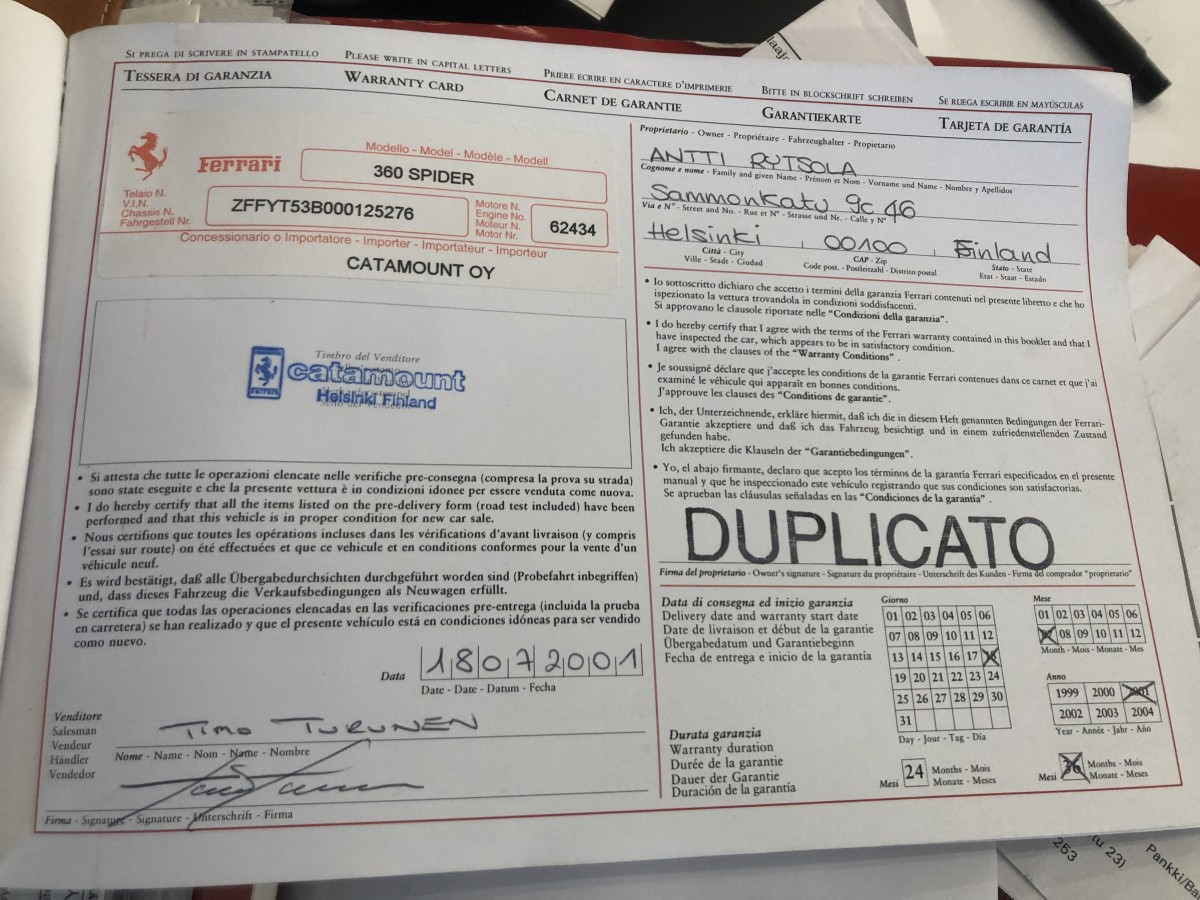 SI PREGA DI SCRIVERE IN STAMPATELLO PLEASE WRITE IN CAPITAL LETTERS PRIERE ECRIRE EN CARACTERE D'IMPRIMERIE BITTE IN BLOCKSCHRIFT SCHREIBEN SE RUEGA ESCRIBIR EN MAYÚSCULAS
TESSERA DI GARANZIA WARRANTY CARD CARNET DE GARANTIE GARANTIEKARTE TARJETA DE GARANTÍA
Ferrari
Modello - Model - Modèle - Modell
360 SPIDER
Telaio N.
V.I.N.
Chassis N.
Fahrgestell Nr.
ZFFYT53B000125276
Motore N.
Engine No.
Moteur N.
Motor Nr.
62434
Concessionario o Importatore - Importer - Importateur - Importeur
CATAMOUNT OY
Timbro del Venditore
Ferrari
catamount
Helsinki Finland
• Si attesta che tutte le operazioni elencate nelle verifiche pre-consegna (compresa la prova su strada)
sono state eseguite e che la presente vettura è in condizioni idonee per essere venduta come nuova.
• I do hereby certify that all the items listed on the pre-delivery form (road test included) have been
performed and that this vehicle is in proper condition for new car sale.
• Nous certifions que toutes les opérations incluses dans les vérifications d'avant livraison (y compris
l'essai sur route) on été effectuées et que ce vehicule et en conditions conformes pour la vente d'un
véhicule neuf.
• Es wird bestätigt, daß alle Übergabedurchsichten durchgeführt worden sind (Probefahrt inbegriffen)
und, dass dieses Fahrzeug die Verkaufsbedingungen als Neuwagen erfüllt.
• Se certifica que todas las operaciones elencadas en las verificaciones pre-entrega (incluida la prueba
en carretera) se han realizado y que el presente vehículo está en condiciones idóneas para ser vendido
como nuevo.
Data 18072001
Date - Date - Datum - Fecha
Venditore
Salesman
Vendeur
Händler
Vendedor
TIMO TURUNEN
Nome - Name - Nom - Name - Nombre
Firma - Signature - Signature - Unterschrift - Firma
Proprietario - Owner - Propriétaire - Fahrzeughalter - Propietario
ANTTI RYTSOLA
Cognome e nome - Family and given Name - Prénom et Nom - Vorname und Name - Nombre y Apellidos
Sammonkatu 9c 46
Via e N° - Street and No. - Rue et N° - Strasse und Nr. - Calle y N°
Helsinki 00100 Finland
Città - City
Ville - Stadt - Ciudad
CAP - Zip
Code post. - Postleitzahl - Distrito postal
Stato - State
Etat - Staat - Estado
• Io sottoscritto dichiaro che accetto i termini della garanzia Ferrari contenuti nel presente libretto e che ho
ispezionato la vettura trovandola in condizioni soddisfacenti.
Si approvano le clausole riportate nelle "Condizioni della garanzia".
• I do hereby certify that I agree with the terms of the Ferrari warranty contained in this booklet and that I
have inspected the car, which appears to be in satisfactory condition.
I agree with the clauses of the "Warranty Conditions" .
• Je soussigné déclare que j'accepte les conditions de la garantie Ferrari contenues dans ce carnet et que j'ai
examiné le véhicule qui apparaît en bonnes conditions.
J'approuve les clauses des "Conditions de garantie".
• Ich, der Unterzeichnende, erkläre hiermit, daß ich die in diesem Heft genannten Bedingungen der Ferrari-
Garantie akzeptiere und daß ich das Fahrzeug besichtigt und in einem zufriedenstellenden Zustand
gefunden habe.
Ich akzeptiere die Klauseln der "Garantiebedingungen".
• Yo, el abajo firmante, declaro que acepto los términos de la garantía Ferrari especificados en el presente
manual y que he inspeccionado este vehículo registrando que sus condiciones son satisfactorias.
Se aprueban las cláusulas señaladas en las "Condiciones de la garantía" .
DUPLICATO
Firma del proprietario - Owner's signature - Signature du propriétaire - Unterschrift des Kunden - Firma del comprador "proprietario"
Data di consegna ed inizio garanzia
Delivery date and warranty start date
Date de livraison et début de la garantie
Übergabedatum und Garantiebeginn
Fecha de entrega e inicio de la garantía
Giorno
01 02 03 04 05 06
07 08 09 10 11 12
13 14 15 16 17 18
19 20 21 22 23 24
25 26 27 28 29 30
31
Day - Jour - Tag - Día
Mese
01 02 03 04 05 06
07 08 09 10 11 12
Month - Mois - Monate - Mes
Anno
1999 2000 2001
2002 2003 2004
Year - Année - Jahr - Año
Durata garanzia
Warranty duration
Durée de la garantie
Dauer der Garantie
Duración de la garantía
Mesi 24 Months - Mois
Monate - Meses
Mesi 36 Months - Mois
Monate - Meses
tu 23)
253
Pankki/Ba